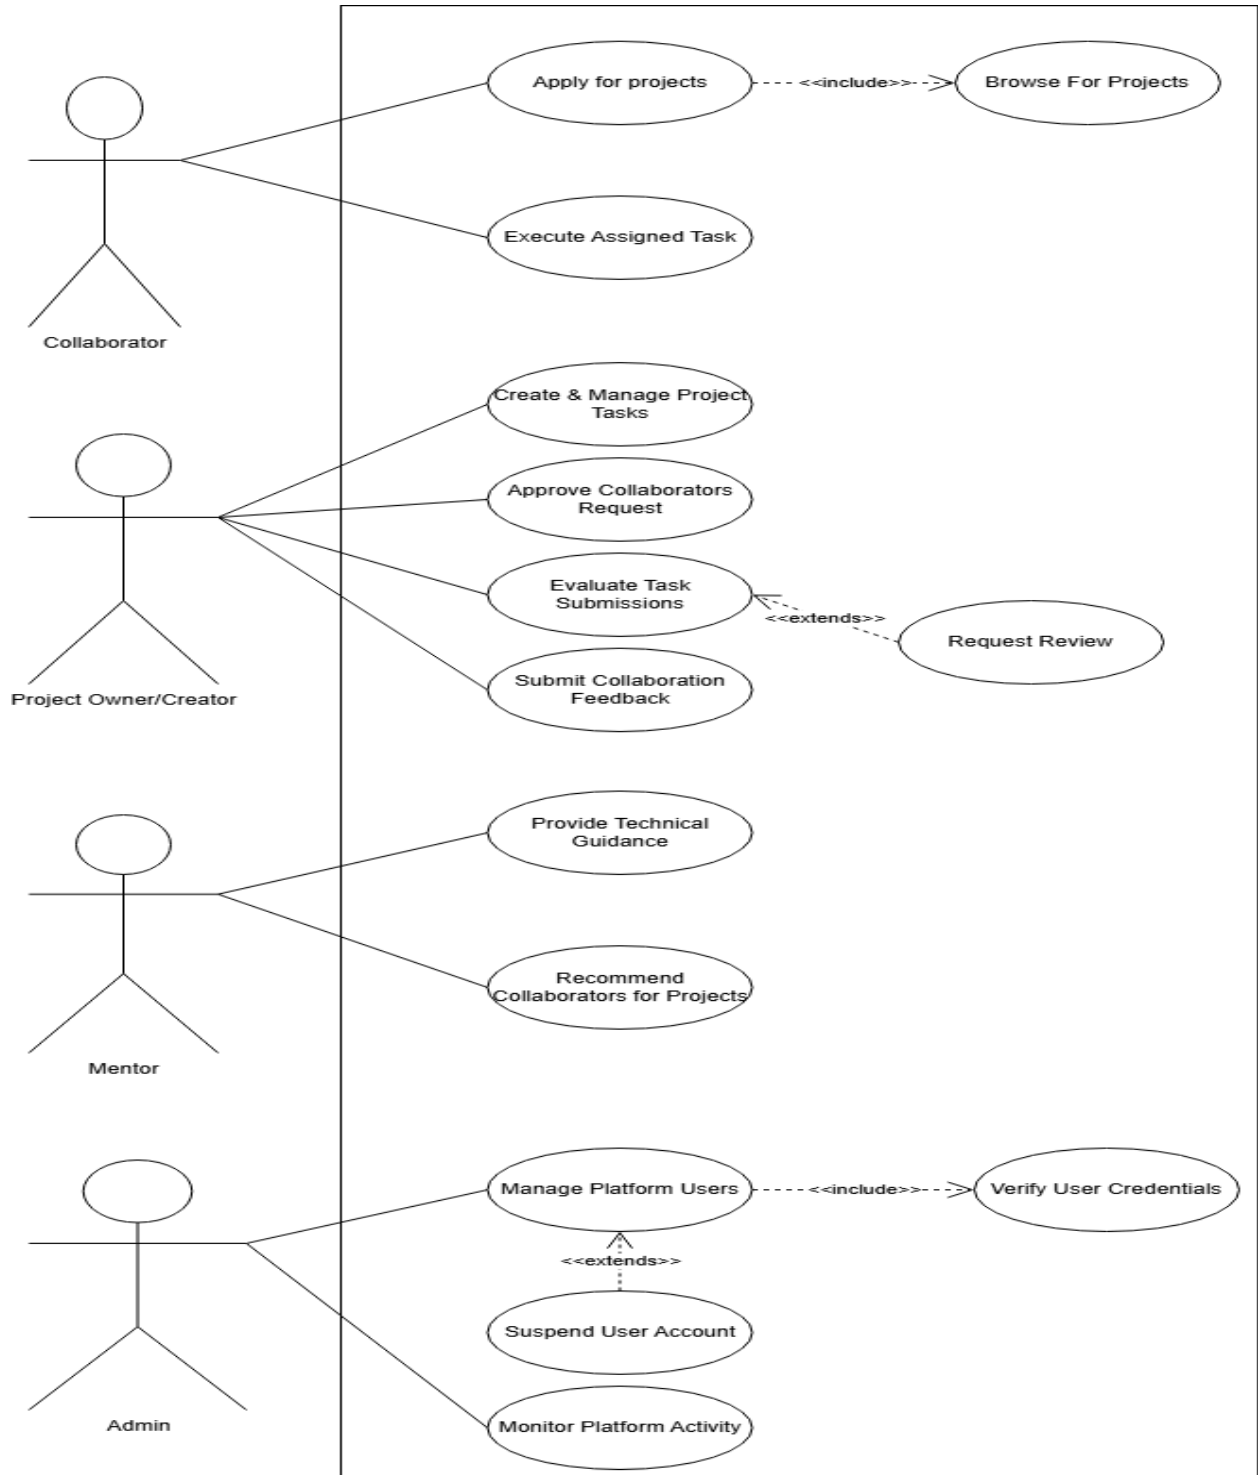 Apply for projects
<<include>>
Browse For Projects
Execute Assigned Task
Collaborator
Create & Manage Project
Tasks
Approve Collaborators
Request
Evaluate Task
Submissions
<<extends>>
Request Review
Submit Collaboration
Feedback
Project Owner/Creator
Provide Technical
Guidance
Recommend
Collaborators for Projects
Mentor
Manage Platform Users
<<include>>
Verify User Credentials
<<extends>>
Suspend User Account
Admin
Monitor Platform Activity